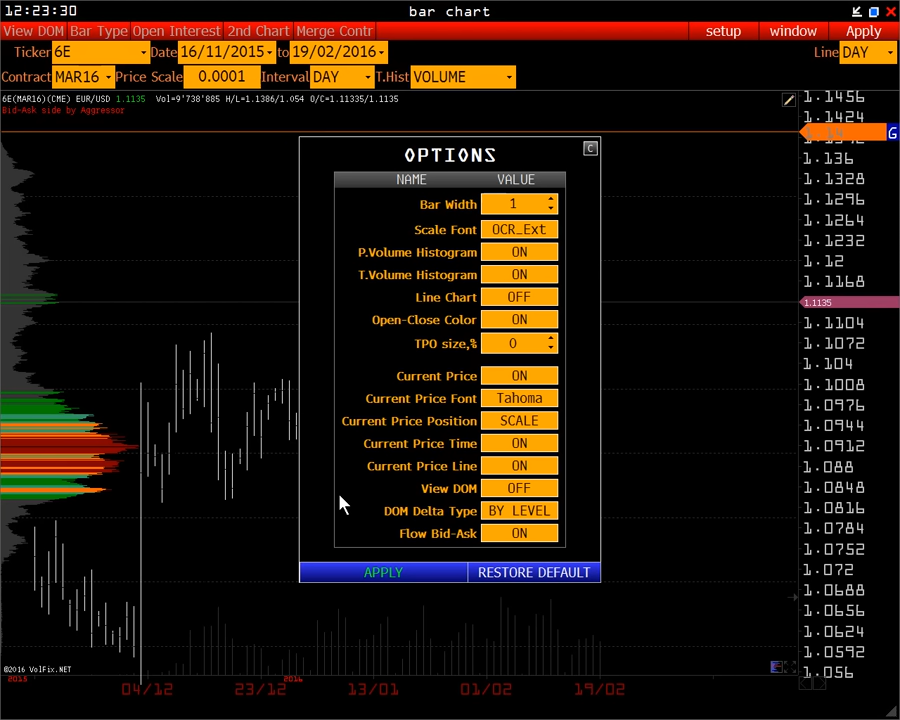 12:23:30 bar chart
View DOM Bar Type Open Interest 2nd Chart Merge Contr setup window Apply
Ticker 6E Date 16/11/2015 to 19/02/2016 Line DAY
Contract MAR16 Price Scale 0.0001 Interval DAY T.Hist VOLUME
6E(MAR16)(CME) EUR/USD 1.1135 Vol=9'738'885 H/L=1.1386/1.054 O/C=1.11335/1.1135
Bid-Ask side by Aggressor
OPTIONS
C
NAME VALUE
Bar Width 1
Scale Font OCR_Ext
P.Volume Histogram ON
T.Volume Histogram ON
Line Chart OFF
Open-Close Color ON
TPO size,% 0
Current Price ON
Current Price Font Tahoma
Current Price Position SCALE
Current Price Time ON
Current Price Line ON
View DOM OFF
DOM Delta Type BY LEVEL
Flow Bid-Ask ON
APPLY RESTORE DEFAULT
1.1456
1.1424
G
1.136
1.1328
1.1296
1.1264
1.1232
1.12
1.1168
1.1135
1.1104
1.1072
1.104
1.1008
1.0976
1.0944
1.0912
1.088
1.0848
1.0816
1.0784
1.0752
1.072
1.0688
1.0656
1.0624
1.0592
1.056
©2016 VolFix.NET
2015 2016
04/12 23/12 13/01 01/02 19/02